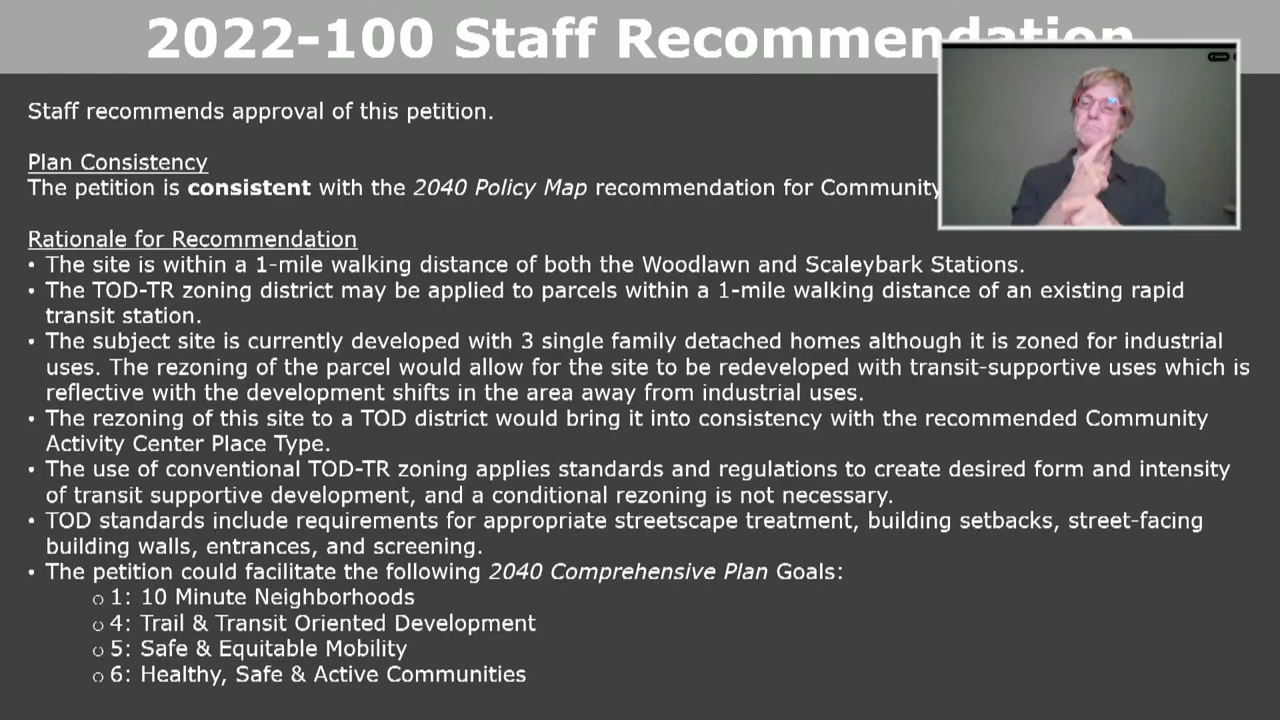 2022-100 Staff Recommendation
Staff recommends approval of this petition.
Plan Consistency
The petition is consistent with the 2040 Policy Map recommendation for Community
Rationale for Recommendation
• The site is within a 1-mile walking distance of both the Woodlawn and Scaleybark Stations.
• The TOD-TR zoning district may be applied to parcels within a 1-mile walking distance of an existing rapid
transit station.
• The subject site is currently developed with 3 single family detached homes although it is zoned for industrial
uses. The rezoning of the parcel would allow for the site to be redeveloped with transit-supportive uses which is
reflective with the development shifts in the area away from industrial uses.
• The rezoning of this site to a TOD district would bring it into consistency with the recommended Community
Activity Center Place Type.
• The use of conventional TOD-TR zoning applies standards and regulations to create desired form and intensity
of transit supportive development, and a conditional rezoning is not necessary.
• TOD standards include requirements for appropriate streetscape treatment, building setbacks, street-facing
building walls, entrances, and screening.
• The petition could facilitate the following 2040 Comprehensive Plan Goals:
○ 1: 10 Minute Neighborhoods
○ 4: Trail & Transit Oriented Development
○ 5: Safe & Equitable Mobility
○ 6: Healthy, Safe & Active Communities